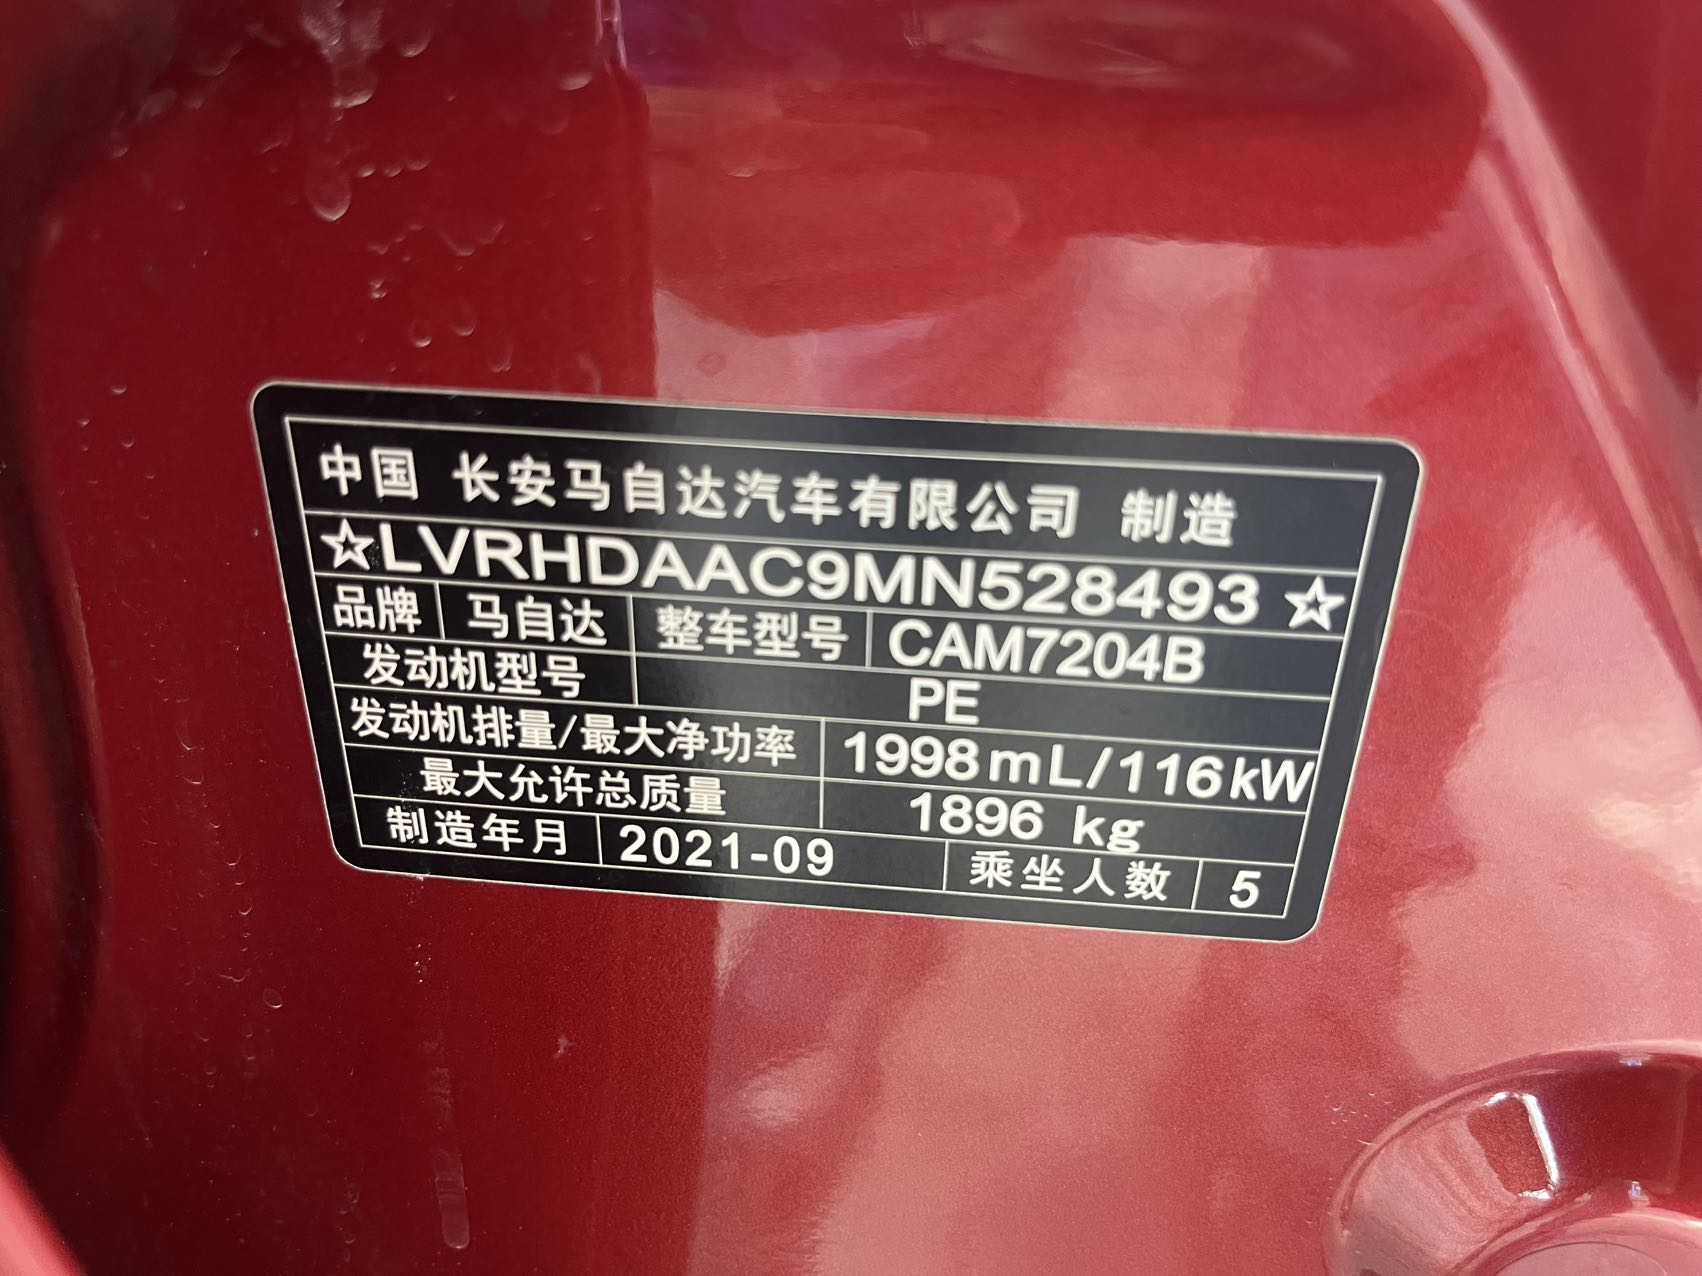 中国 长安马自达汽车有限公司 制造
☆LVRHDAAC9MN528493☆
品牌 马自达 整车型号 CAM7204B
发动机型号 PE
发动机排量/最大净功率 1998mL/116kW
最大允许总质量 1896 kg
制造年月 2021-09 乘坐人数 5